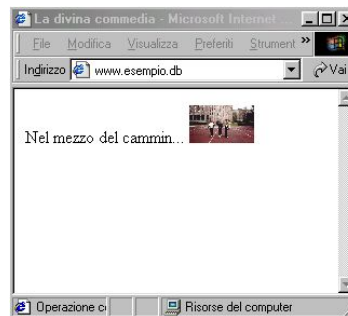 La divina commedia - Microsoft Internet ...
File Modifica Visualizza Preferiti Strument »
Indirizzo www.esempio.db Vai
Nel mezzo del cammin...
Operazione co Risorse del computer